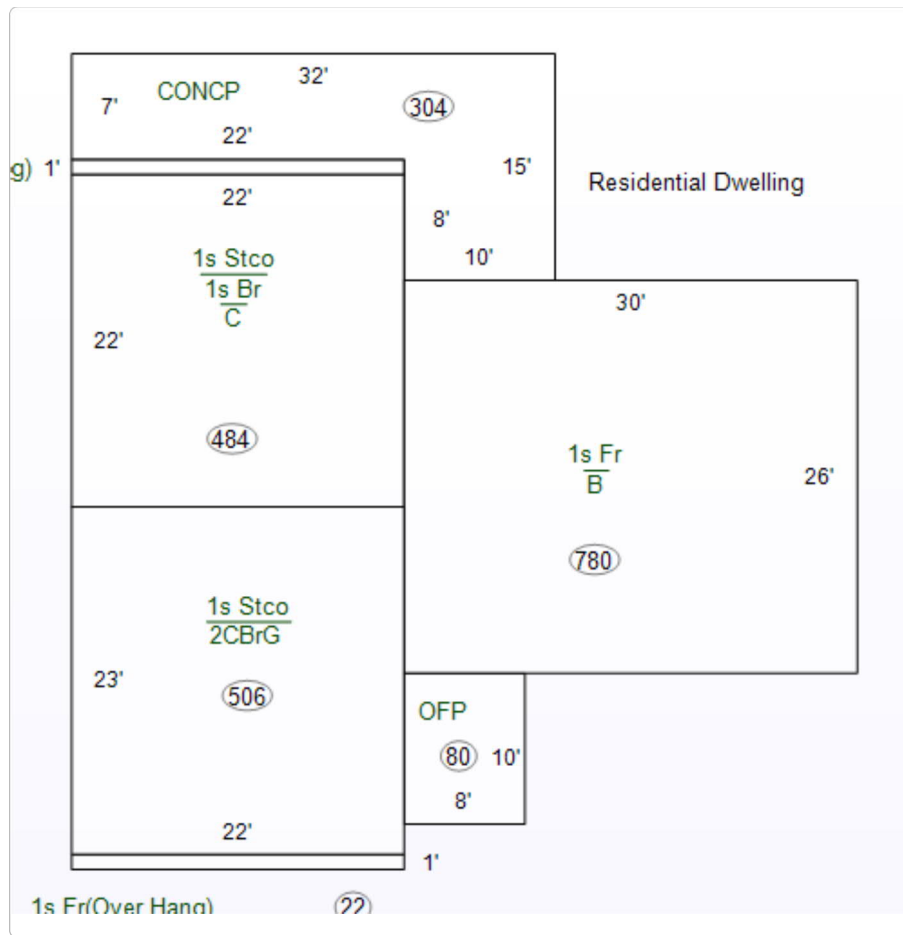 32'
CONCP
7'
304
22'
g) 1'
15'
Residential Dwelling
22'
8'
10'
1s Stco
1s Br
C
30'
22'
484
1s Fr
B
26'
780
1s Stco
2CBrG
23'
506
OFP
80
10'
8'
22'
1'
1s Fr(Over Hang)
22